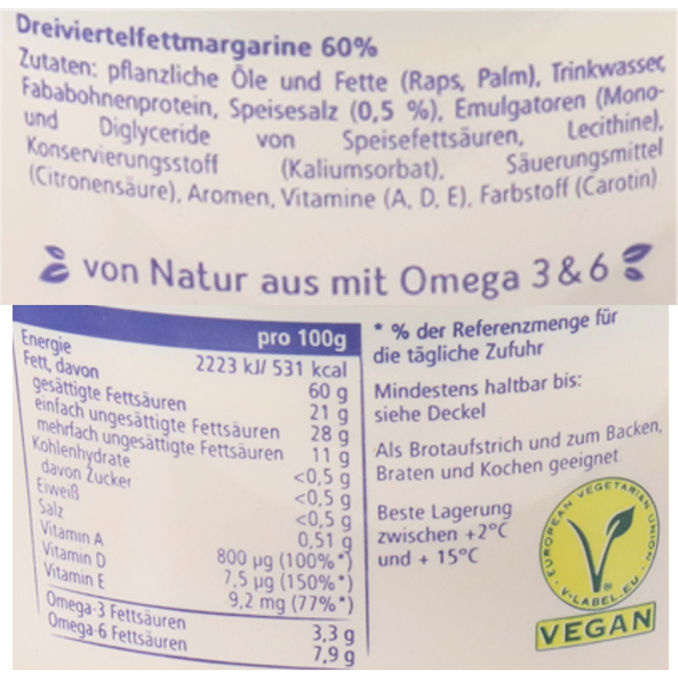 Dreiviertelfettmargarine 60%
Zutaten: pflanzliche Öle und Fette (Raps, Palm), Trinkwasser,
Fababohnenprotein, Speisesalz (0,5 %), Emulgatoren (Mono-
und Diglyceride von Speisefettsäuren, Lecithine),
Konservierungsstoff (Kaliumsorbat), Säuerungsmittel
(Citronensäure), Aromen, Vitamine (A, D, E), Farbstoff (Carotin)
von Natur aus mit Omega 3 & 6
pro 100g
Energie 2223 kJ/ 531 kcal
Fett, davon 60 g
gesättigte Fettsäuren 21 g
einfach ungesättigte Fettsäuren 28 g
mehrfach ungesättigte Fettsäuren 11 g
Kohlenhydrate <0,5 g
davon Zucker <0,5 g
Eiweiß <0,5 g
Salz 0,51 g
Vitamin A 800 µg (100%*)
Vitamin D 7,5 µg (150%*)
Vitamin E 9,2 mg (77%*)
Omega-3 Fettsäuren 3,3 g
Omega-6 Fettsäuren 7,9 g
* % der Referenzmenge für
die tägliche Zufuhr
Mindestens haltbar bis:
siehe Deckel
Als Brotaufstrich und zum Backen,
Braten und Kochen geeignet
Beste Lagerung
zwischen +2°C
und + 15°C
EUROPEAN VEGETARIAN UNION
V-LABEL.EU
VEGAN